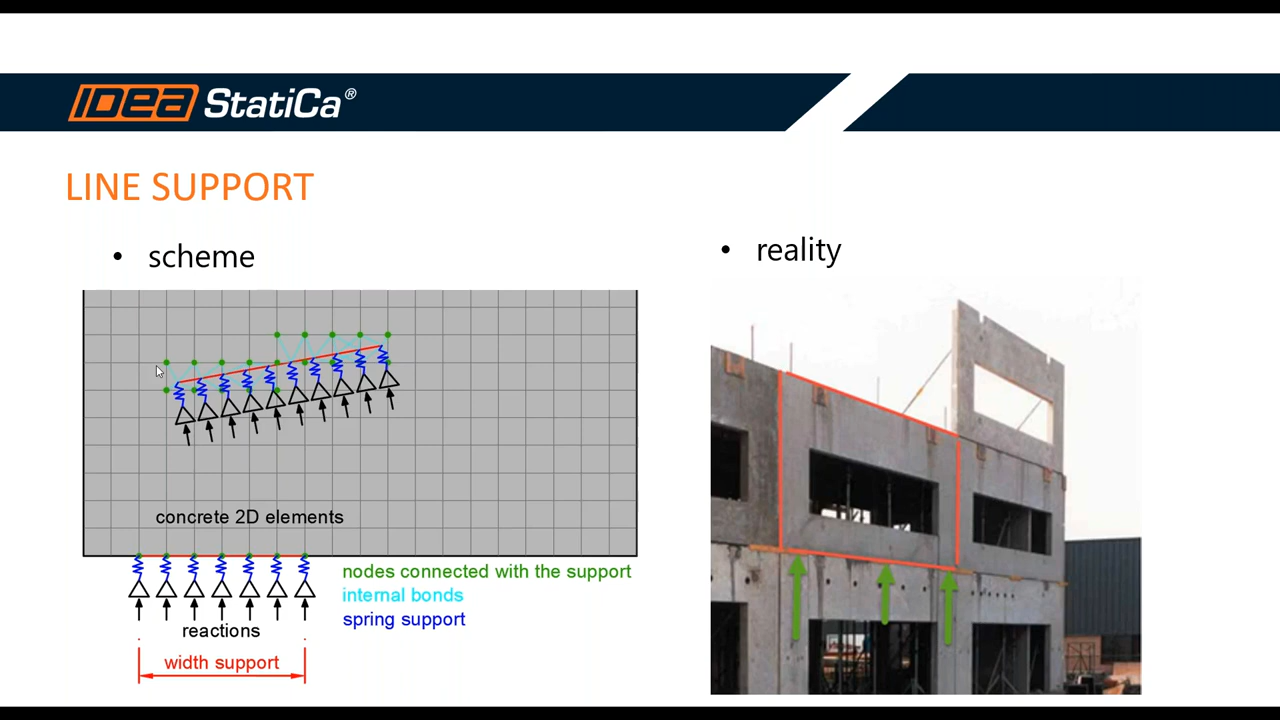 IDEA StatiCa®
LINE SUPPORT
• scheme
• reality
concrete 2D elements
nodes connected with the support
internal bonds
spring support
reactions
width support